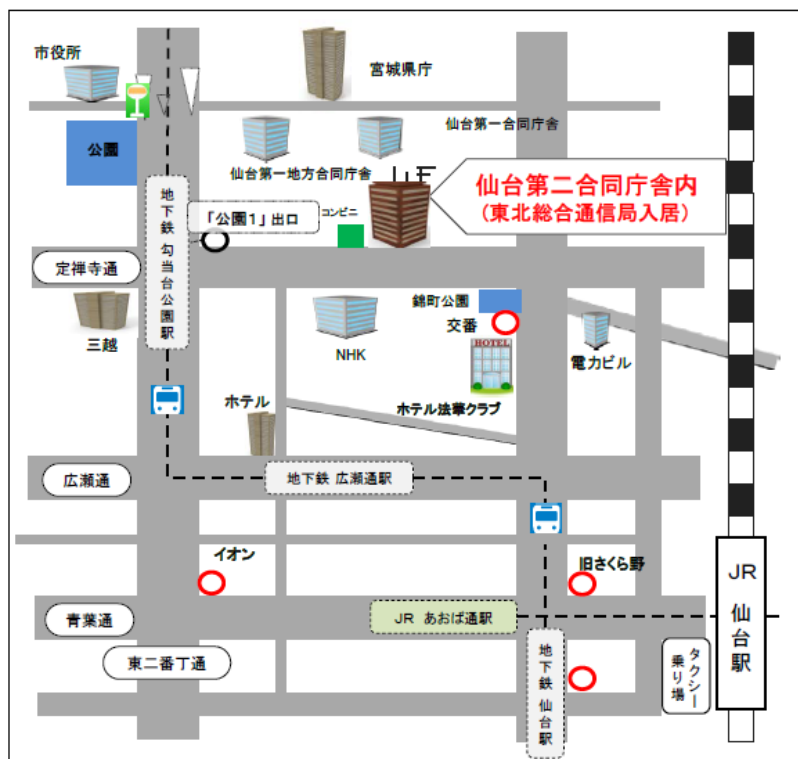 市役所
宮城県庁
公園
仙台第一合同庁舎
仙台第一地方合同庁舎
仙台第二合同庁舎内
(東北総合通信局入居)
地下鉄 勾当台公園駅
「公園1」出口
コンビニ
定禅寺通
三越
NHK
錦町公園
交番
HOTEL
電力ビル
ホテル
ホテル法華クラブ
広瀬通
地下鉄 広瀬通駅
イオン
旧さくら野
JR 仙台駅
青葉通
JR あおば通駅
東二番丁通
地下鉄 仙台駅
タクシー
乗り場